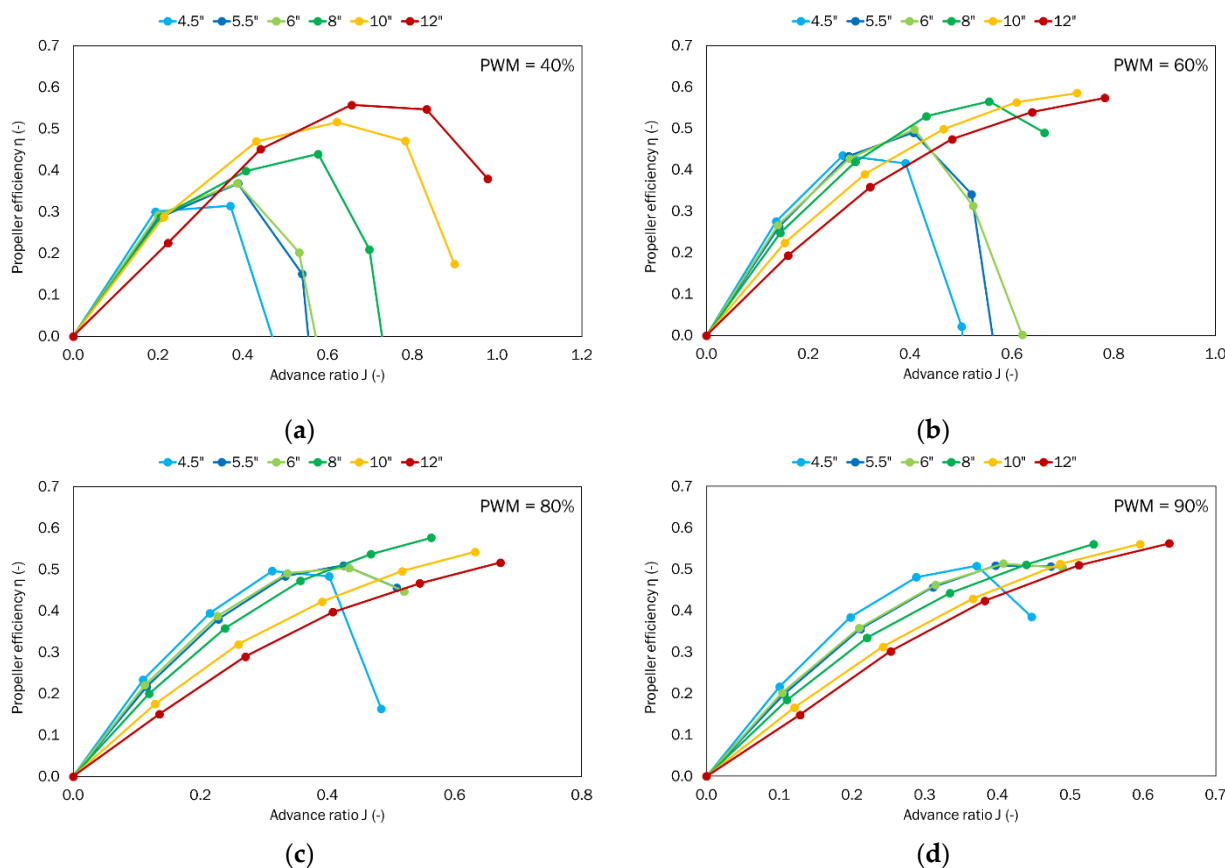 4.5" 5.5" 6" 8" 10" 12"
PWM = 40%
Propeller efficiency η (-)
0.7
0.6
0.5
0.4
0.3
0.2
0.1
0.0
0.0 0.2 0.4 0.6 0.8 1.0 1.2
Advance ratio J (-)
(a)
4.5" 5.5" 6" 8" 10" 12"
PWM = 60%
Propeller efficiency η (-)
0.7
0.6
0.5
0.4
0.3
0.2
0.1
0.0
0.0 0.2 0.4 0.6 0.8 1.0
Advance ratio J (-)
(b)
4.5" 5.5" 6" 8" 10" 12"
PWM = 80%
Propeller efficiency η (-)
0.7
0.6
0.5
0.4
0.3
0.2
0.1
0.0
0.0 0.2 0.4 0.6 0.8
Advance ratio J (-)
(c)
4.5" 5.5" 6" 8" 10" 12"
PWM = 90%
Propeller efficiency η (-)
0.7
0.6
0.5
0.4
0.3
0.2
0.1
0.0
0.0 0.1 0.2 0.3 0.4 0.5 0.6 0.7
Advance ratio J (-)
(d)